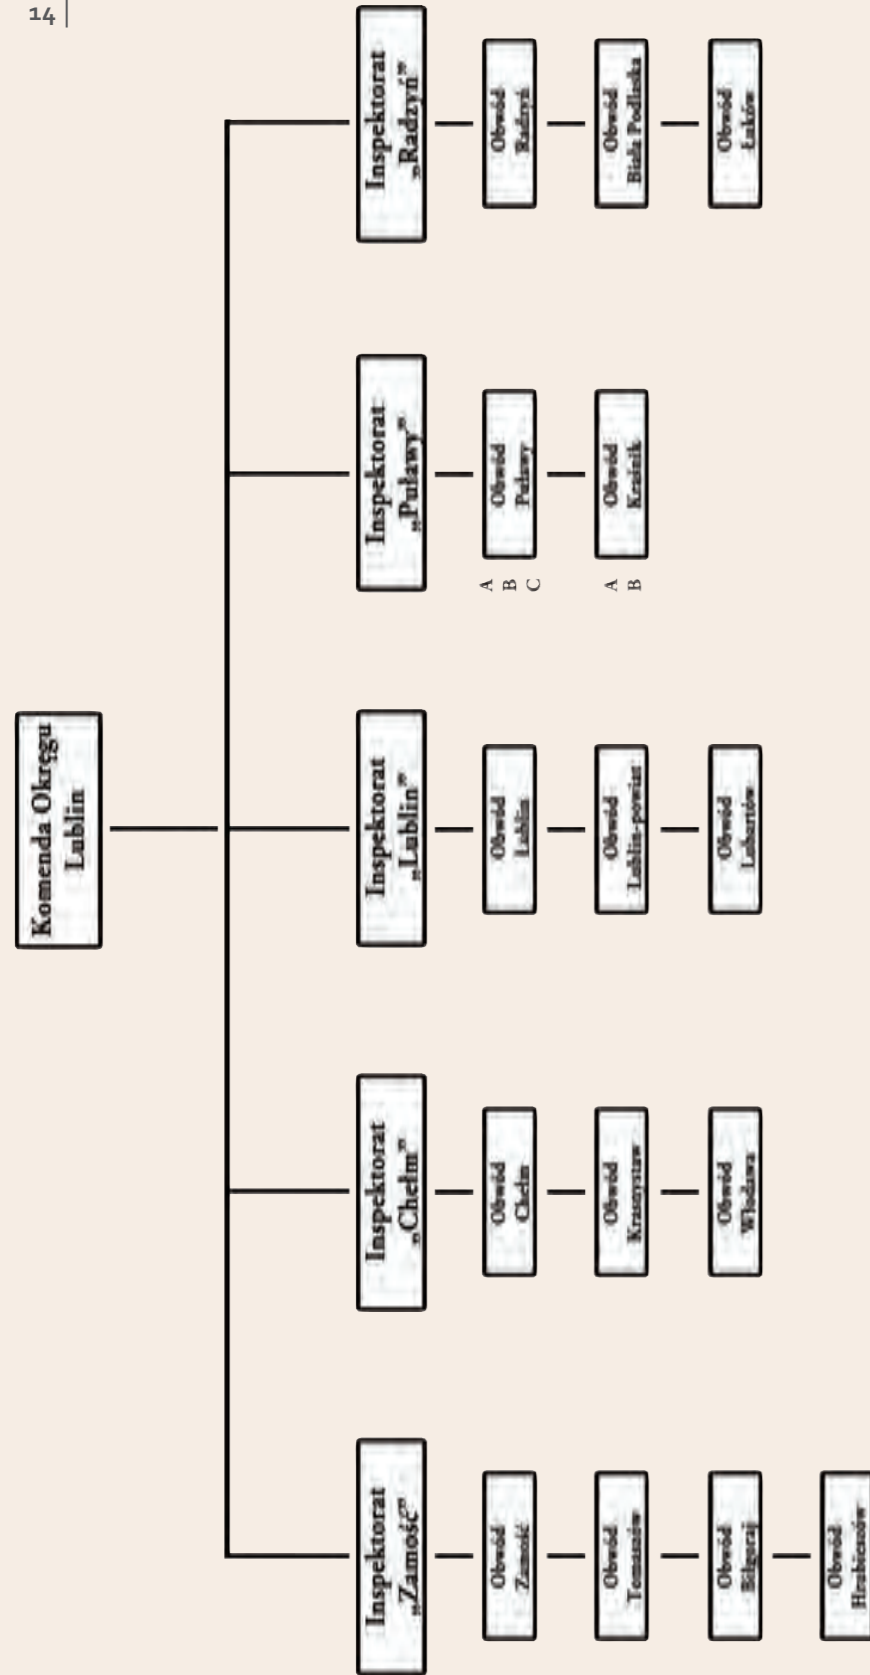 14
Komenda Okręgu
Lublin
Inspektorat
„Zamość”
Obwód
Zamość
Obwód
Tomaszów
Obwód
Biłgoraj
Obwód
Hrubieszów
Inspektorat
„Chełm”
Obwód
Chełm
Obwód
Krasnystaw
Obwód
Włodawa
Inspektorat
„Lublin”
Obwód
Lublin
Obwód
Lublin-powiat
Obwód
Lubartów
Inspektorat
„Puławy”
A
B
C
Obwód
Puławy
A
B
Obwód
Kraśnik
Inspektorat
„Radzyń”
Obwód
Radzyń
Obwód
Biała Podlaska
Obwód
Łuków